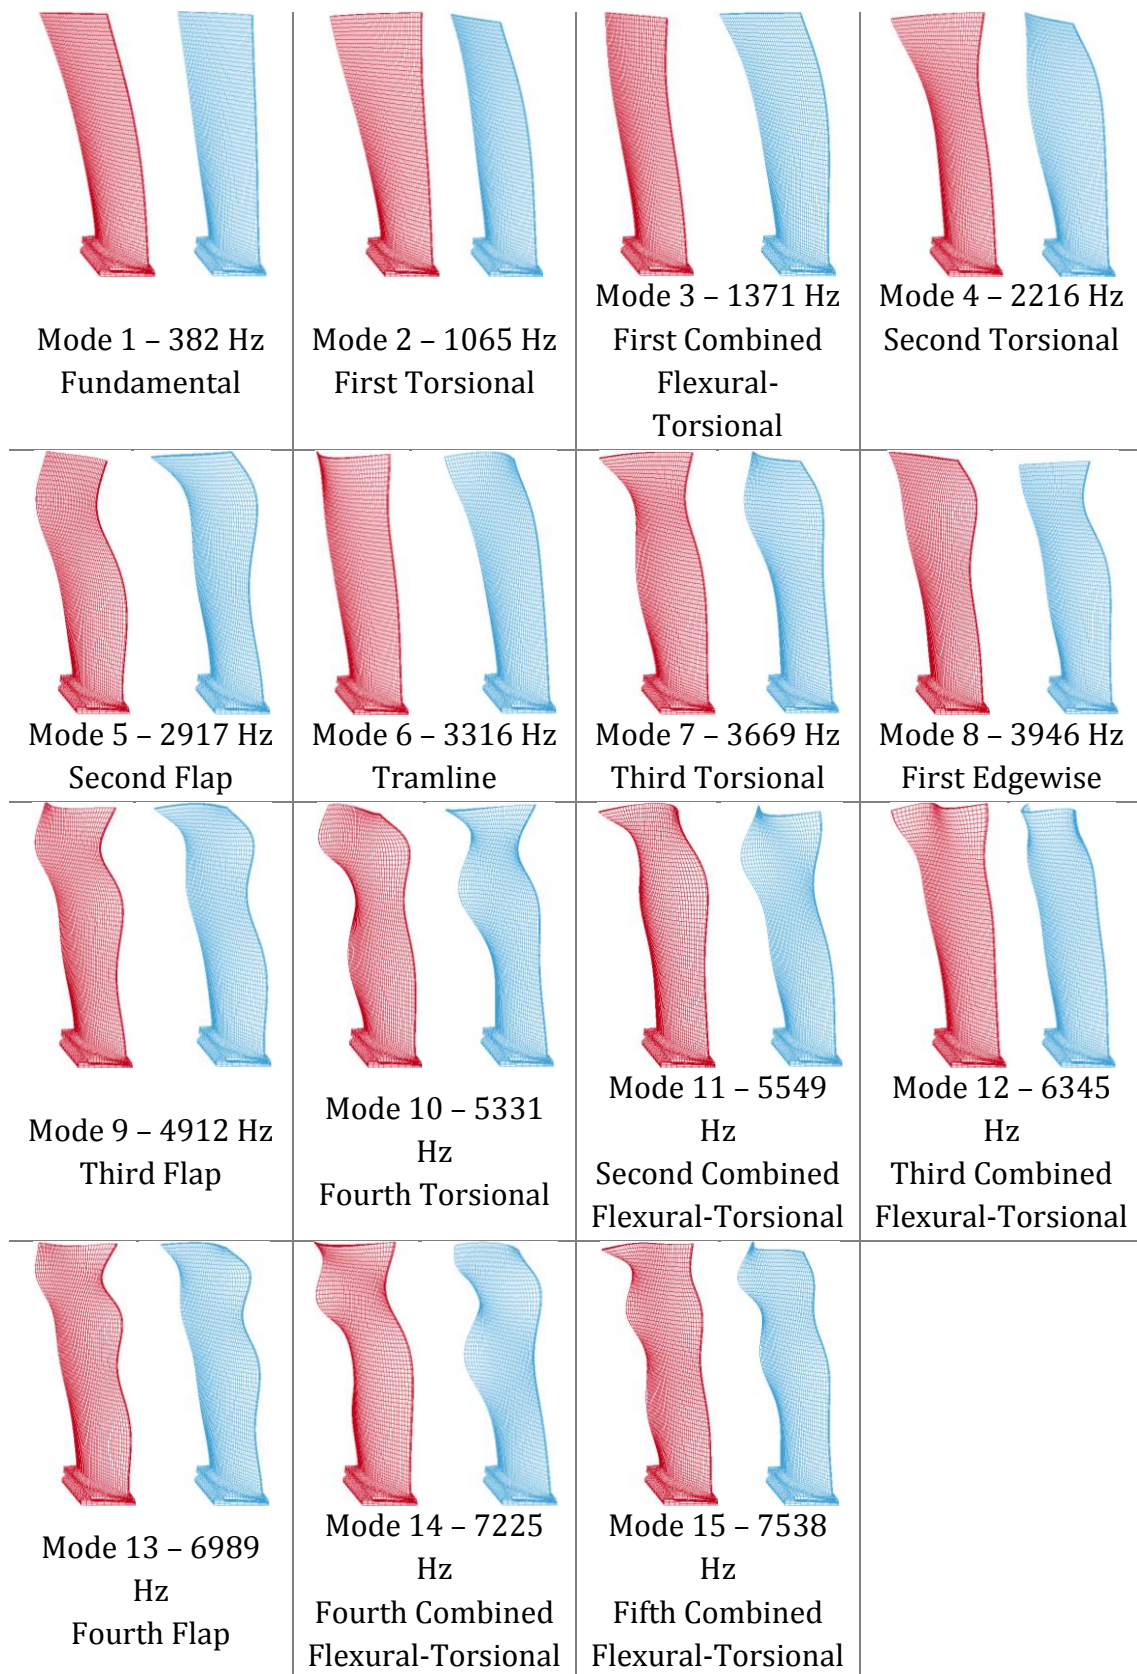 Mode 1 – 382 Hz
Fundamental
Mode 2 – 1065 Hz
First Torsional
Mode 3 – 1371 Hz
First Combined
Flexural-
Torsional
Mode 4 – 2216 Hz
Second Torsional
Mode 5 – 2917 Hz
Second Flap
Mode 6 – 3316 Hz
Tramline
Mode 7 – 3669 Hz
Third Torsional
Mode 8 – 3946 Hz
First Edgewise
Mode 9 – 4912 Hz
Third Flap
Mode 10 – 5331
Hz
Fourth Torsional
Mode 11 – 5549
Hz
Second Combined
Flexural-Torsional
Mode 12 – 6345
Hz
Third Combined
Flexural-Torsional
Mode 13 – 6989
Hz
Fourth Flap
Mode 14 – 7225
Hz
Fourth Combined
Flexural-Torsional
Mode 15 – 7538
Hz
Fifth Combined
Flexural-Torsional